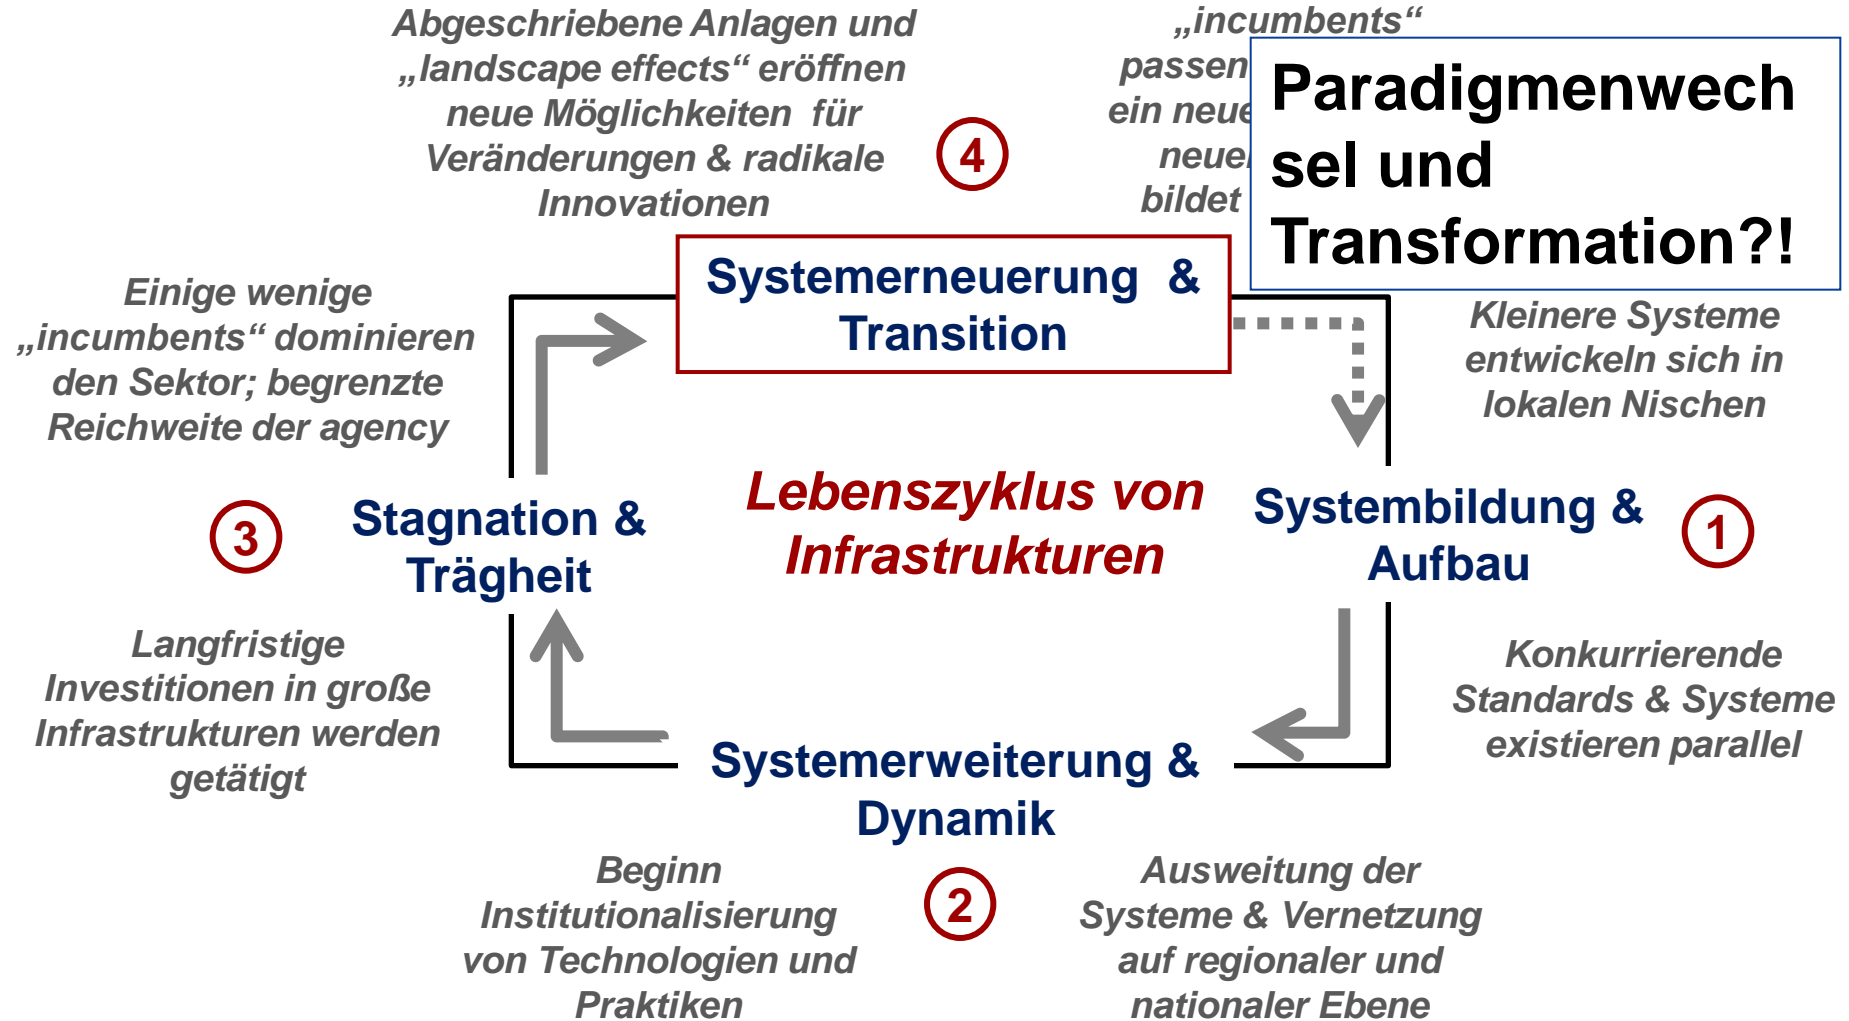 Abgeschriebene Anlagen und
„landscape effects“ eröffnen
neue Möglichkeiten für
Veränderungen & radikale
Innovationen
4
„incumbents“
passen
ein
bildet
Paradigmenwech
sel und
Transformation?!
Systemerneuerung &
Transition
Einige wenige
„incumbents“ dominieren
den Sektor; begrenzte
Reichweite der agency
Kleinere Systeme
entwickeln sich in
lokalen Nischen
Lebenszyklus von
Infrastrukturen
3
Stagnation &
Trägheit
Systembildung &
Aufbau
1
Langfristige
Investitionen in große
Infrastrukturen werden
getätigt
Konkurrierende
Standards & Systeme
existieren parallel
Systemerweiterung &
Dynamik
Beginn
Institutionalisierung
von Technologien und
Praktiken
2
Ausweitung der
Systeme & Vernetzung
auf regionaler und
nationaler Ebene